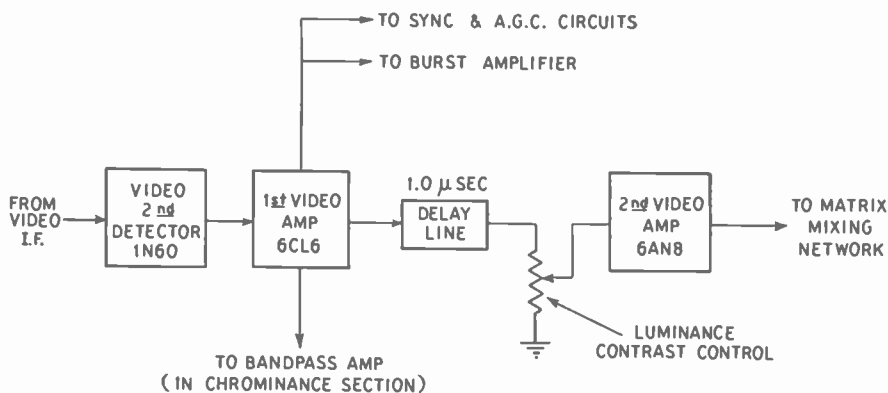 TO SYNC & A.G.C. CIRCUITS
TO BURST AMPLIFIER
FROM
VIDEO
I.F.
VIDEO
2nd
DETECTOR
1N60
1st VIDEO
AMP
6CL6
1.0 μ SEC
DELAY
LINE
2nd VIDEO
AMP
6AN8
TO MATRIX
MIXING
NETWORK
LUMINANCE
CONTRAST CONTROL
TO BANDPASS AMP
(IN CHROMINANCE SECTION)